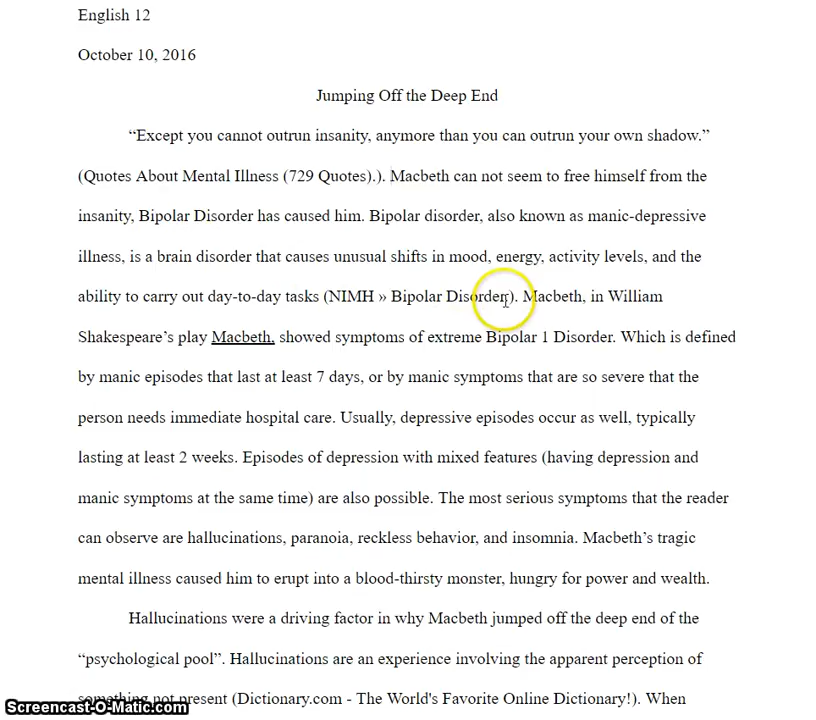 English 12
October 10, 2016
Jumping Off the Deep End
“Except you cannot outrun insanity, anymore than you can outrun your own shadow.”
(Quotes About Mental Illness (729 Quotes).). Macbeth can not seem to free himself from the
insanity, Bipolar Disorder has caused him. Bipolar disorder, also known as manic-depressive
illness, is a brain disorder that causes unusual shifts in mood, energy, activity levels, and the
ability to carry out day-to-day tasks (NIMH » Bipolar Disorder). Macbeth, in William
Shakespeare’s play Macbeth, showed symptoms of extreme Bipolar 1 Disorder. Which is defined
by manic episodes that last at least 7 days, or by manic symptoms that are so severe that the
person needs immediate hospital care. Usually, depressive episodes occur as well, typically
lasting at least 2 weeks. Episodes of depression with mixed features (having depression and
manic symptoms at the same time) are also possible. The most serious symptoms that the reader
can observe are hallucinations, paranoia, reckless behavior, and insomnia. Macbeth’s tragic
mental illness caused him to erupt into a blood-thirsty monster, hungry for power and wealth.
Hallucinations were a driving factor in why Macbeth jumped off the deep end of the
“psychological pool”. Hallucinations are an experience involving the apparent perception of
something not present (Dictionary.com - The World's Favorite Online Dictionary!). When
Screencast-O-Matic.com